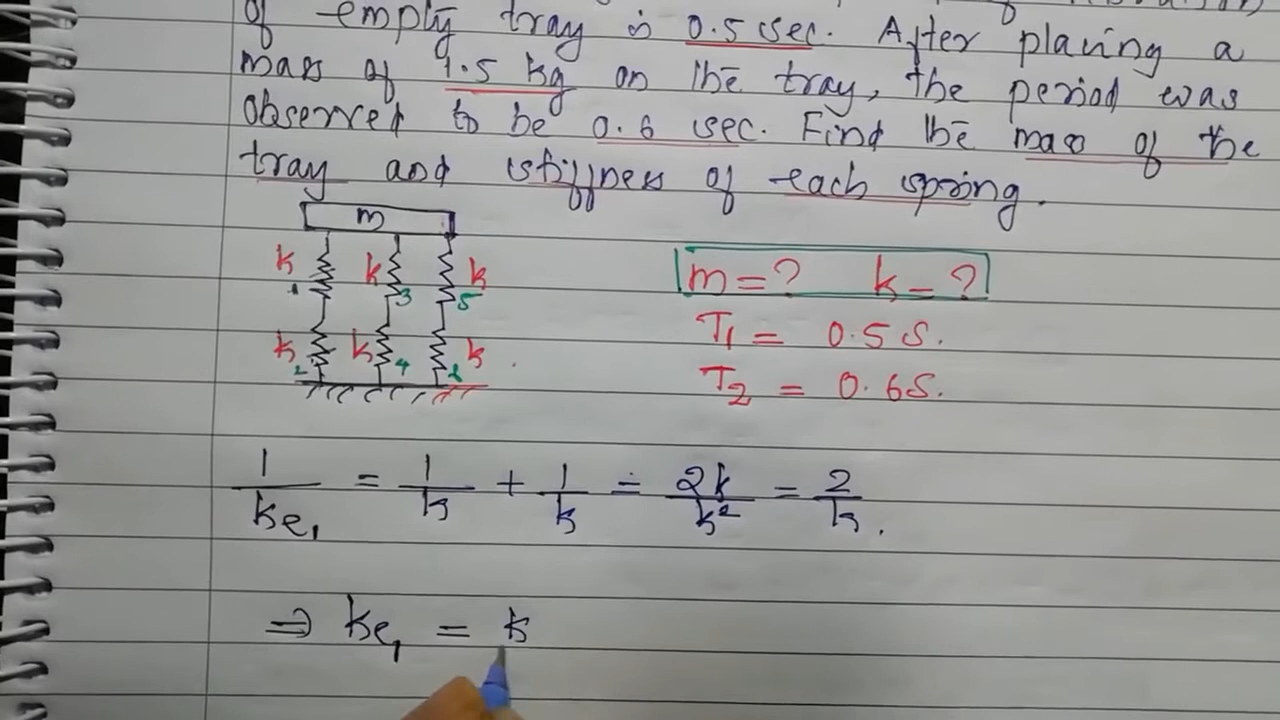 of empty tray is 0.5 sec. After placing a
mass of 1.5 kg on the tray, the period was
observed to be 0.6 sec. Find the mass of the
tray and stiffness of each spring.
m
k 1 k 3 k 5
k 2 k 4 k
m = ? k = ?
T1 = 0.5 S.
T2 = 0.6 S.
1/ke1 = 1/k + 1/k = 2k/k² = 2/k.
⇒ ke1 = k